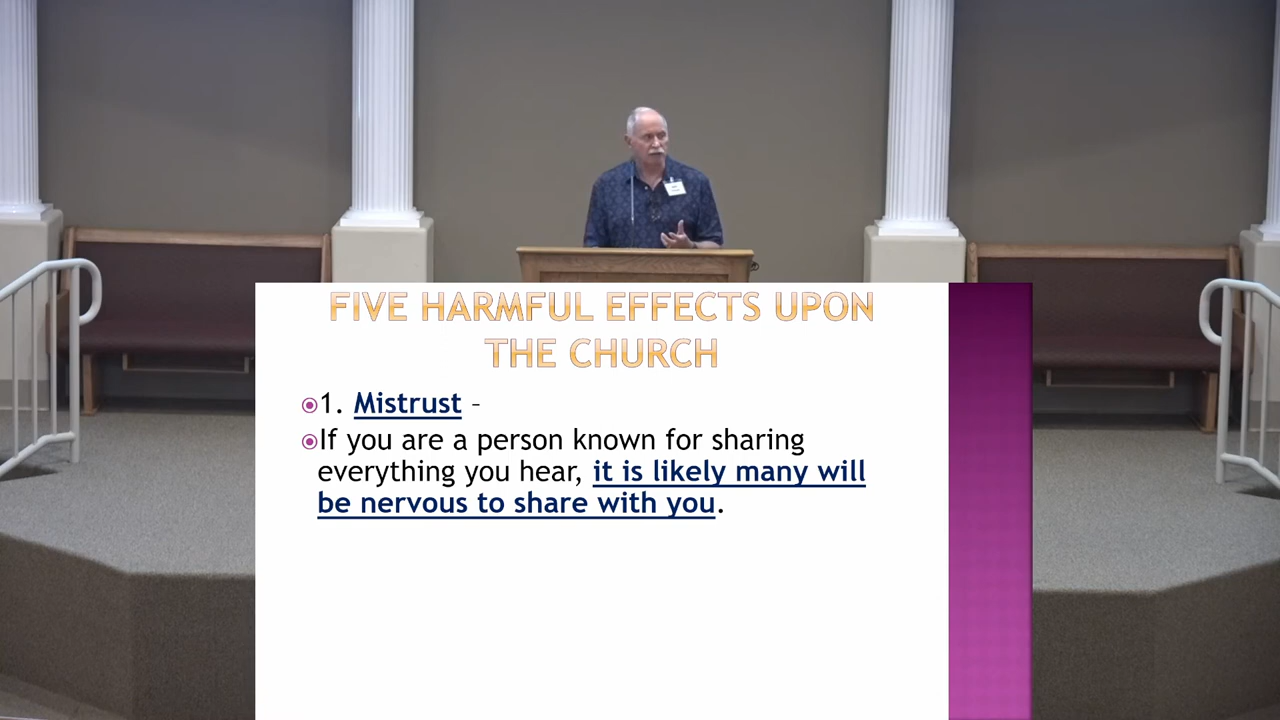 FIVE HARMFUL EFFECTS UPON
THE CHURCH
1. Mistrust –
If you are a person known for sharing
everything you hear, it is likely many will
be nervous to share with you.